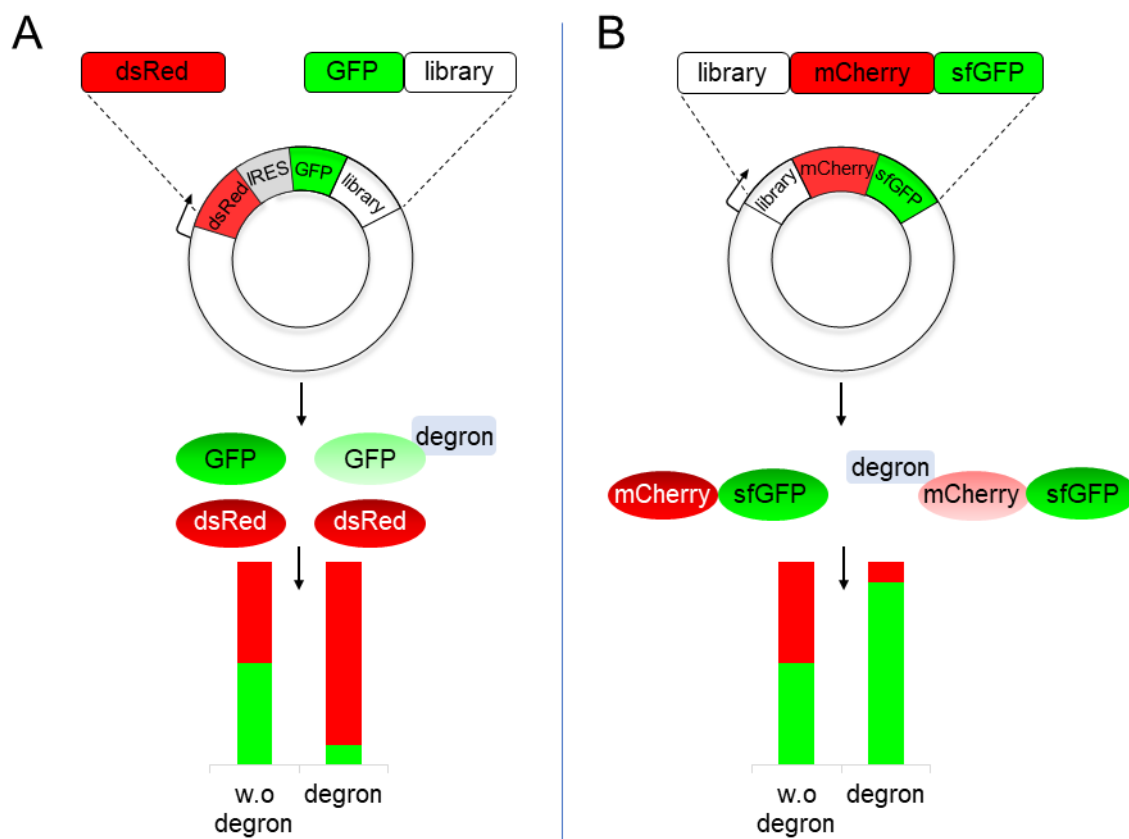 A
dsRed
GFP
library
dsRed
IRES
GFP
library
GFP
GFP
degron
dsRed
dsRed
w.o
degron
degron
B
library
mCherry
sfGFP
library
mCherry
sfGFP
mCherry
sfGFP
degron
mCherry
sfGFP
w.o
degron
degron